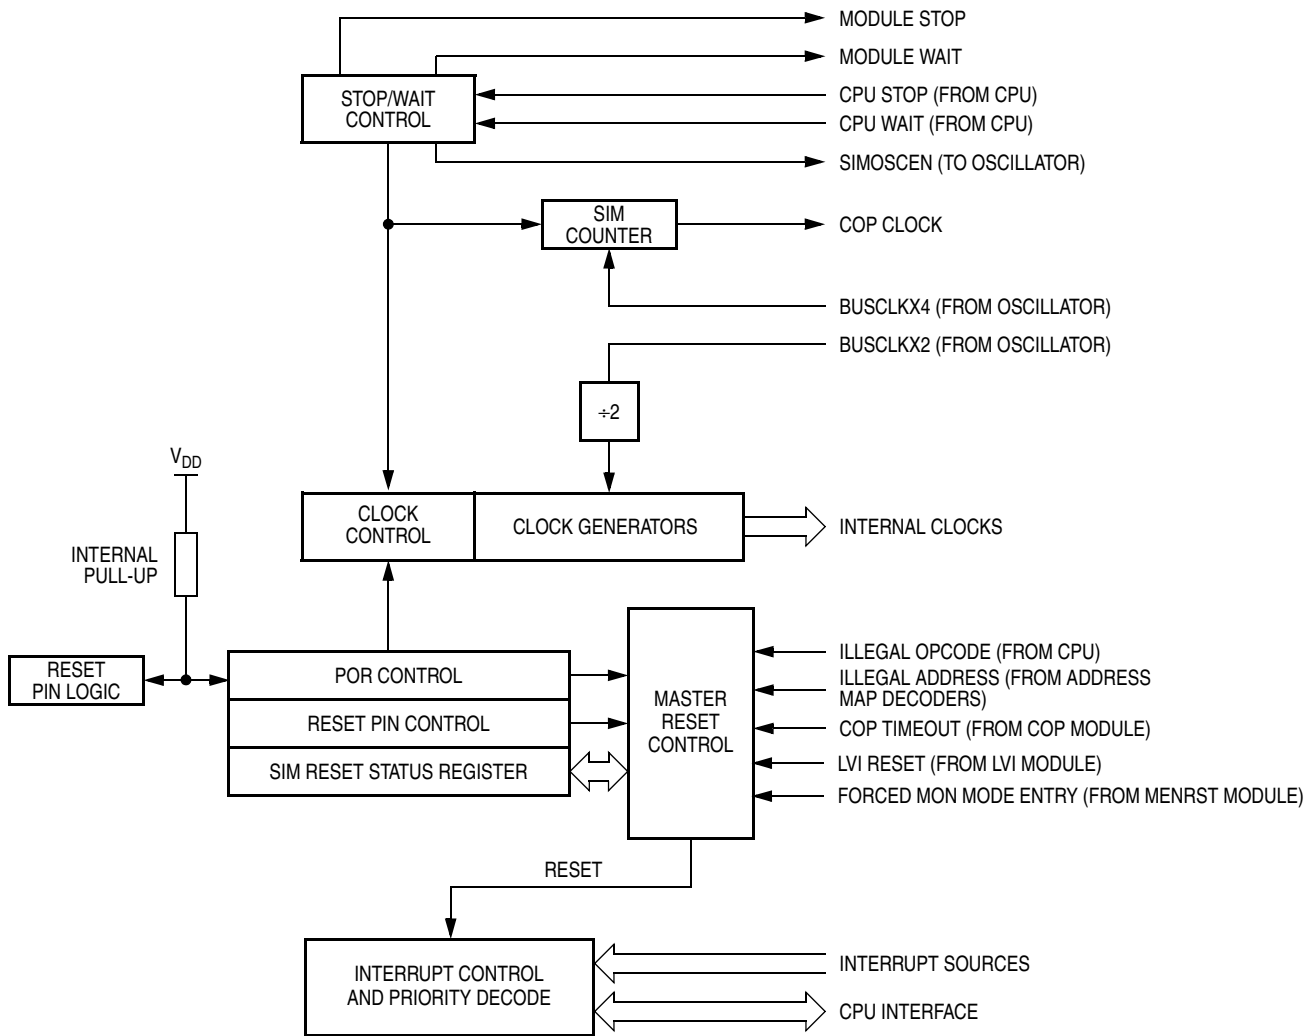 MODULE STOP
MODULE WAIT
STOP/WAIT
CONTROL
CPU STOP (FROM CPU)
CPU WAIT (FROM CPU)
SIMOSCEN (TO OSCILLATOR)
SIM
COUNTER
COP CLOCK
BUSCLKX4 (FROM OSCILLATOR)
BUSCLKX2 (FROM OSCILLATOR)
÷2
VDD
CLOCK
CONTROL
CLOCK GENERATORS
INTERNAL CLOCKS
INTERNAL
PULL-UP
RESET
PIN LOGIC
POR CONTROL
RESET PIN CONTROL
SIM RESET STATUS REGISTER
MASTER
RESET
CONTROL
ILLEGAL OPCODE (FROM CPU)
ILLEGAL ADDRESS (FROM ADDRESS
MAP DECODERS)
COP TIMEOUT (FROM COP MODULE)
LVI RESET (FROM LVI MODULE)
FORCED MON MODE ENTRY (FROM MENRST MODULE)
RESET
INTERRUPT CONTROL
AND PRIORITY DECODE
INTERRUPT SOURCES
CPU INTERFACE